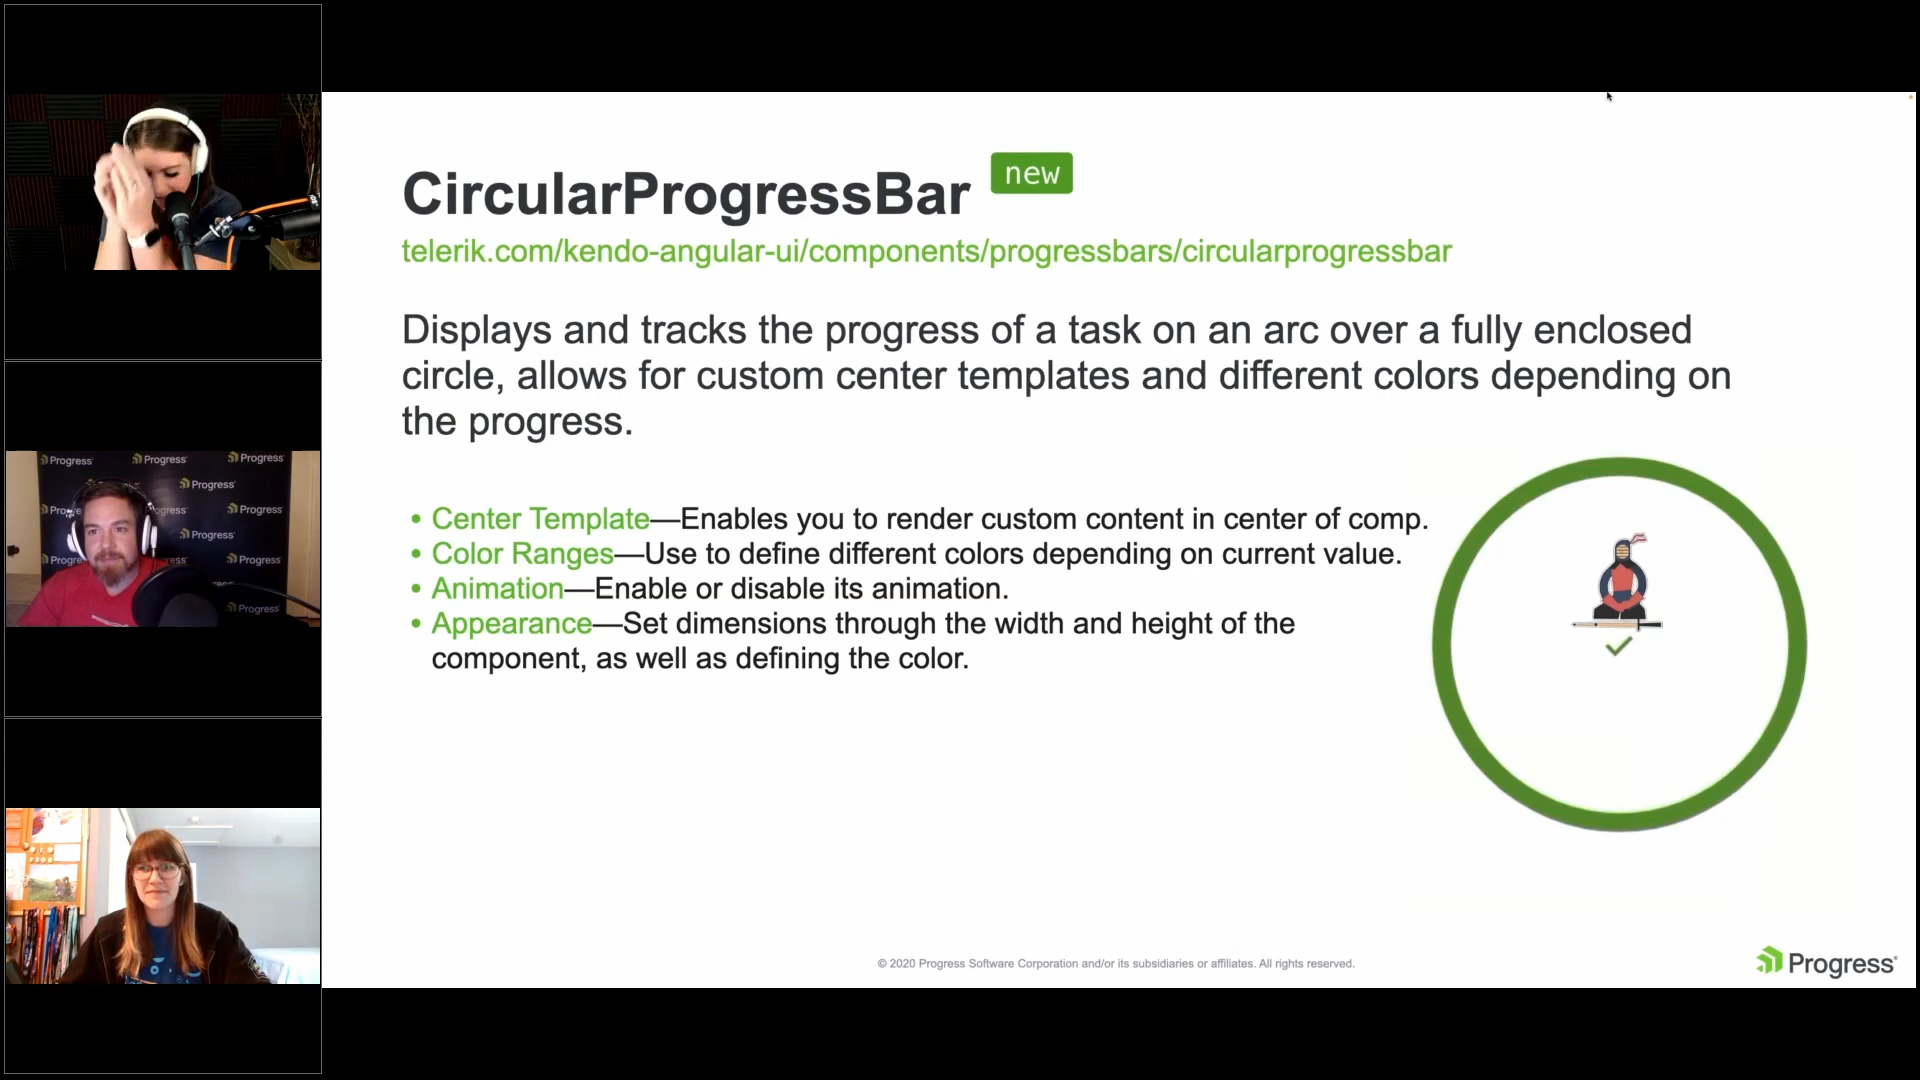 CircularProgressBar new
telerik.com/kendo-angular-ui/components/progressbars/circularprogressbar
Displays and tracks the progress of a task on an arc over a fully enclosed
circle, allows for custom center templates and different colors depending on
the progress.
• Center Template—Enables you to render custom content in center of comp.
• Color Ranges—Use to define different colors depending on current value.
• Animation—Enable or disable its animation.
• Appearance—Set dimensions through the width and height of the
component, as well as defining the color.
© 2020 Progress Software Corporation and/or its subsidiaries or affiliates. All rights reserved.
Progress
Progress Progress Progress
Progress
Progress
Progress
Progress
Progress